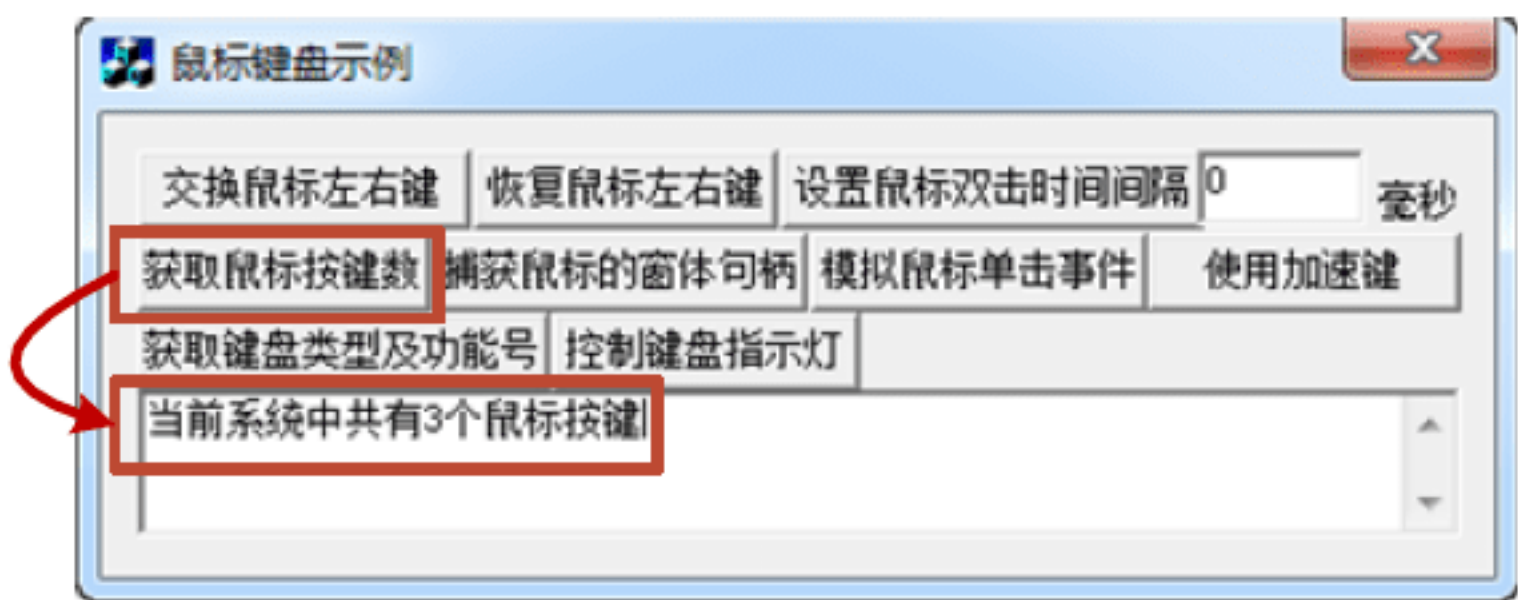 鼠标键盘示例
交换鼠标左右键 恢复鼠标左右键 设置鼠标双击时间间隔 0 毫秒
获取鼠标按键数 捕获鼠标的窗体句柄 模拟鼠标单击事件 使用加速键
获取键盘类型及功能号 控制键盘指示灯
当前系统中共有3个鼠标按键